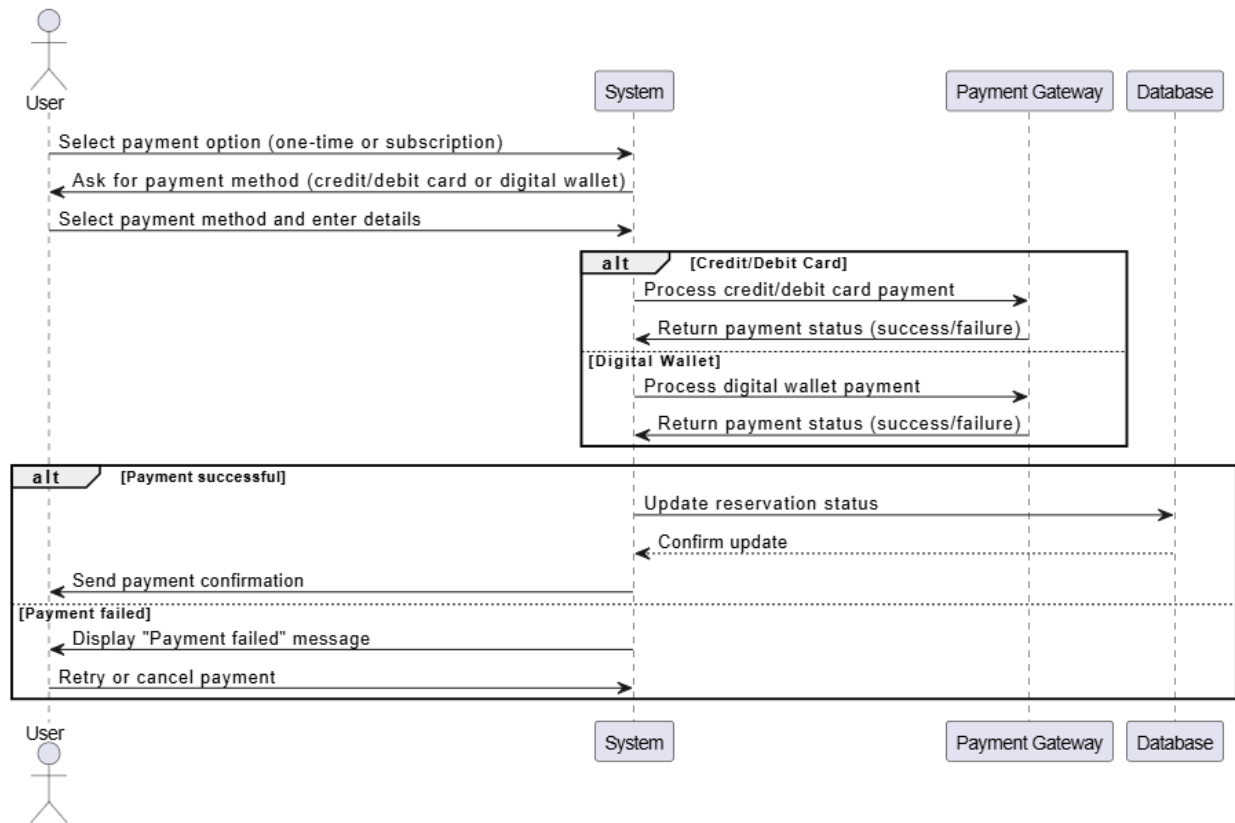 User
System
Payment Gateway
Database
Select payment option (one-time or subscription)
Ask for payment method (credit/debit card or digital wallet)
Select payment method and enter details
alt [Credit/Debit Card]
Process credit/debit card payment
Return payment status (success/failure)
[Digital Wallet]
Process digital wallet payment
Return payment status (success/failure)
alt [Payment successful]
Update reservation status
Confirm update
Send payment confirmation
[Payment failed]
Display "Payment failed" message
Retry or cancel payment
User
System
Payment Gateway
Database